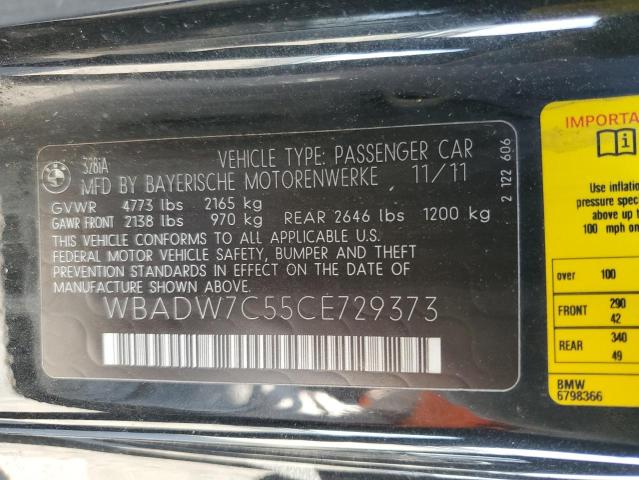 BMW
328iA
VEHICLE TYPE: PASSENGER CAR
MFD BY BAYERISCHE MOTORENWERKE 11/11
GVWR 4773 lbs 2165 kg
GAWR FRONT 2138 lbs 970 kg REAR 2646 lbs 1200 kg
THIS VEHICLE CONFORMS TO ALL APPLICABLE U.S.
FEDERAL MOTOR VEHICLE SAFETY, BUMPER AND THEFT
PREVENTION STANDARDS IN EFFECT ON THE DATE OF
MANUFACTURE SHOWN ABOVE.
WBADW7C55CE729373
2 122 606
IMPORTA
Use inflation
pressure spec
above up t
100 mph on
over 100
FRONT 290
42
REAR 340
49
BMW
6798366